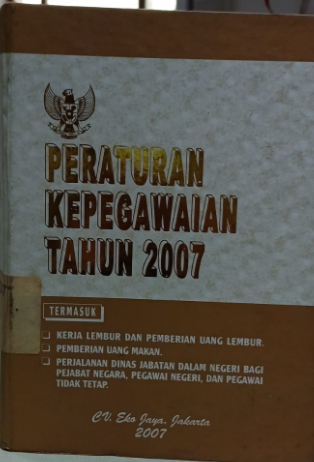 PERATURAN
KEPEGAWAIAN
TAHUN 2007
TERMASUK
KERJA LEMBUR DAN PEMBERIAN UANG LEMBUR.
PEMBERIAN UANG MAKAN.
PERJALANAN DINAS JABATAN DALAM NEGERI BAGI
PEJABAT NEGARA, PEGAWAI NEGERI, DAN PEGAWAI
TIDAK TETAP.
CV. Eko Jaya, Jakarta
2007